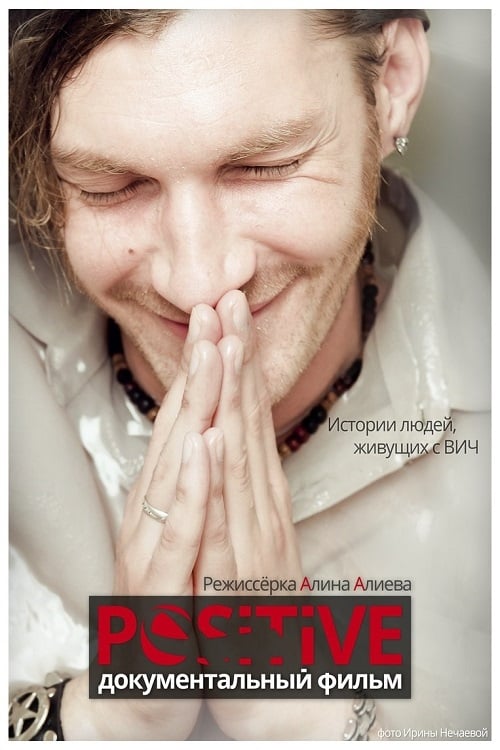 Истории людей,
живущих с ВИЧ
Режиссёрка Алина Алиева
POSiTiVE
документальный фильм
фото Ирины Нечаевой